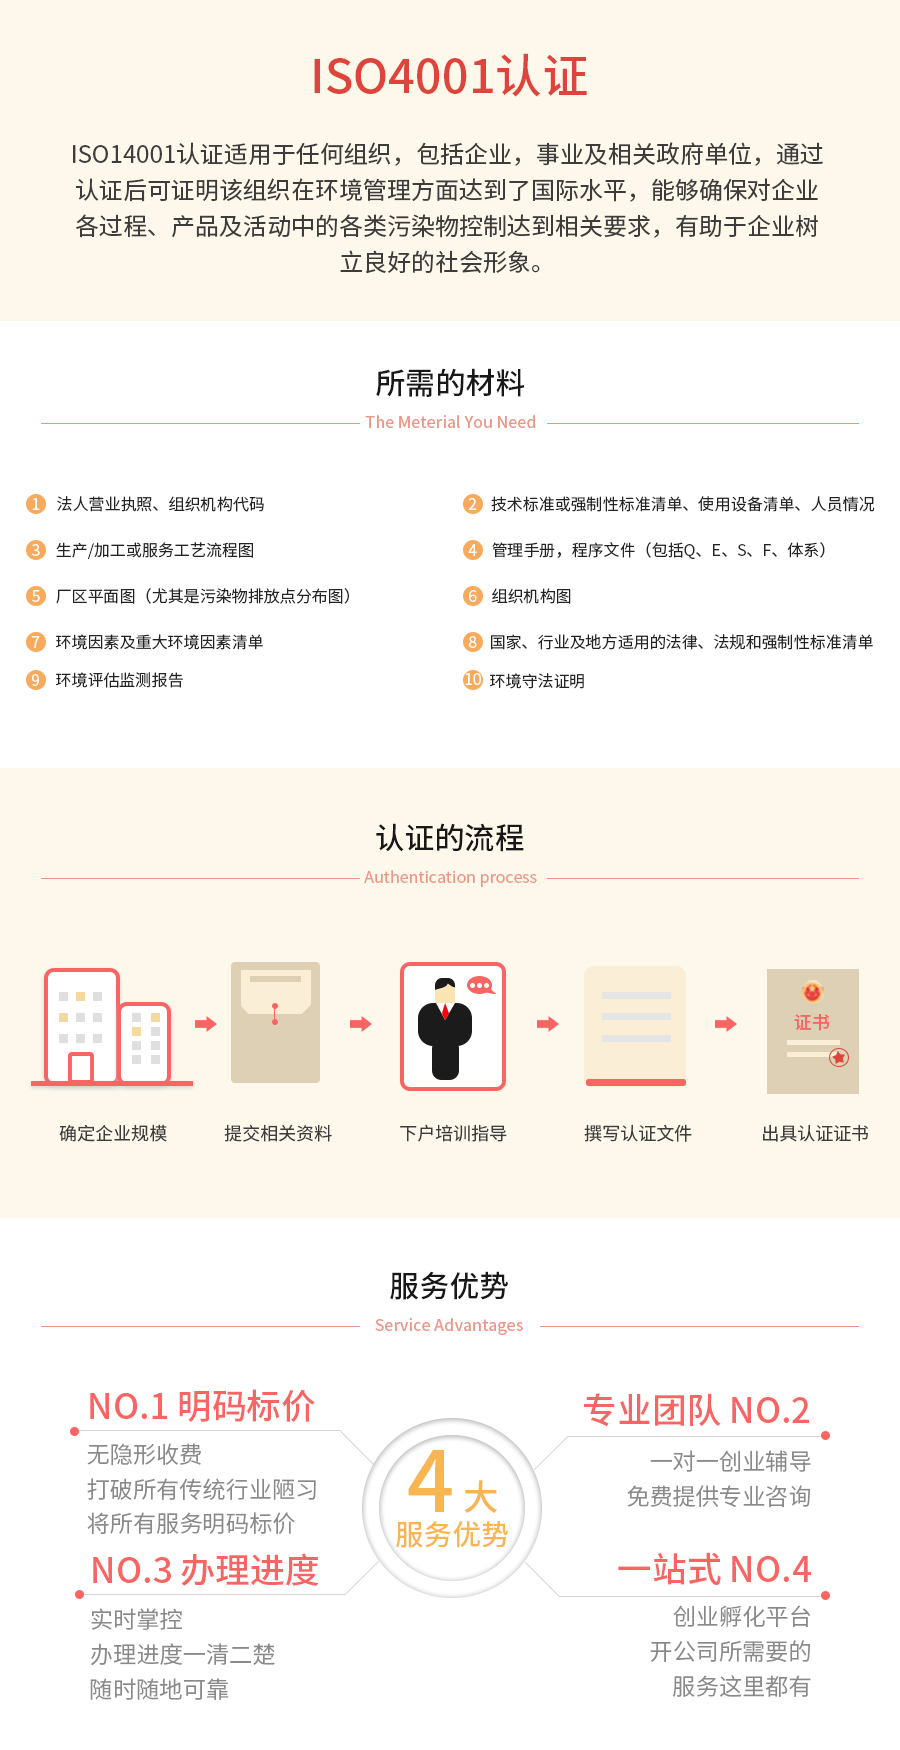 ISO4001认证
ISO14001认证适用于任何组织，包括企业，事业及相关政府单位，通过
认证后可证明该组织在环境管理方面达到了国际水平，能够确保对企业
各过程、产品及活动中的各类污染物控制达到相关要求，有助于企业树
立良好的社会形象。
所需的材料
The Meterial You Need
1 法人营业执照、组织机构代码
2 技术标准或强制性标准清单、使用设备清单、人员情况
3 生产/加工或服务工艺流程图
4 管理手册，程序文件（包括Q、E、S、F、体系）
5 厂区平面图（尤其是污染物排放点分布图）
6 组织机构图
7 环境因素及重大环境因素清单
8 国家、行业及地方适用的法律、法规和强制性标准清单
9 环境评估监测报告
10 环境守法证明
认证的流程
Authentication process
证书
确定企业规模
提交相关资料
下户培训指导
撰写认证文件
出具认证证书
服务优势
Service Advantages
NO.1 明码标价
无隐形收费
打破所有传统行业陋习
将所有服务明码标价
专业团队 NO.2
一对一创业辅导
免费提供专业咨询
4 大
服务优势
NO.3 办理进度
实时掌控
办理进度一清二楚
随时随地可靠
一站式 NO.4
创业孵化平台
开公司所需要的
服务这里都有